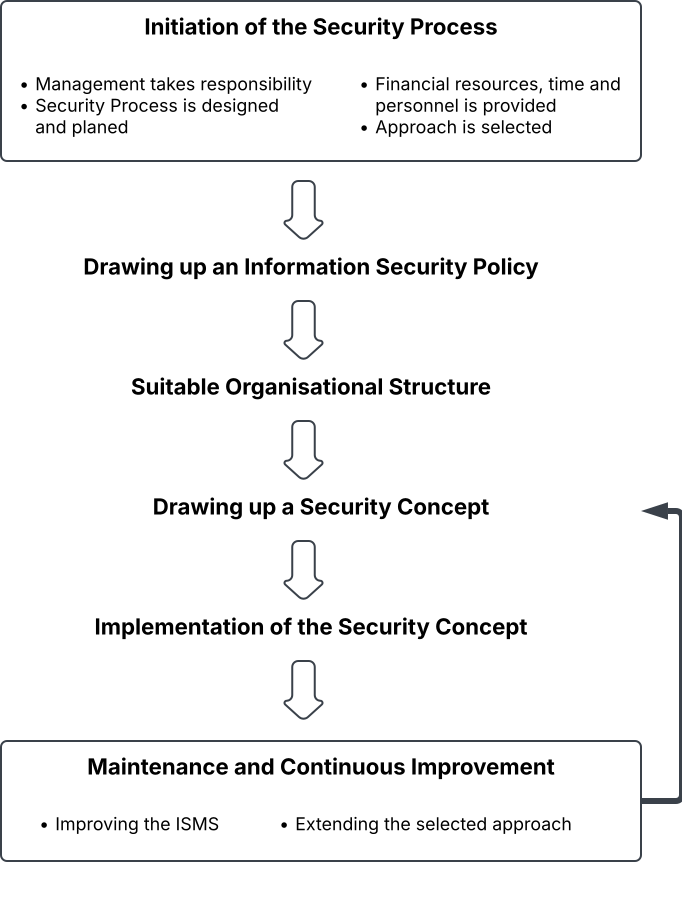 Initiation of the Security Process
• Management takes responsibility
• Security Process is designed
and planed
• Financial resources, time and
personnel is provided
• Approach is selected
Drawing up an Information Security Policy
Suitable Organisational Structure
Drawing up a Security Concept
Implementation of the Security Concept
Maintenance and Continuous Improvement
• Improving the ISMS
• Extending the selected approach